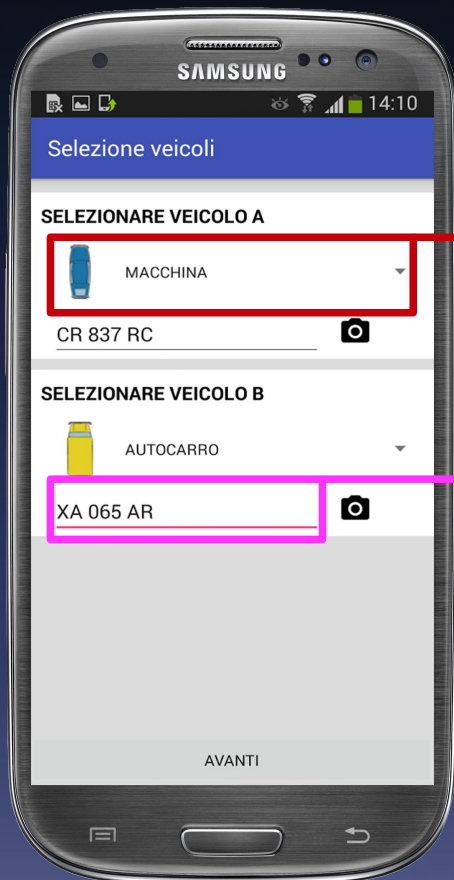 SAMSUNG
14:10
Selezione veicoli
SELEZIONARE VEICOLO A
MACCHINA
CR 837 RC
SELEZIONARE VEICOLO B
AUTOCARRO
XA 065 AR
AVANTI